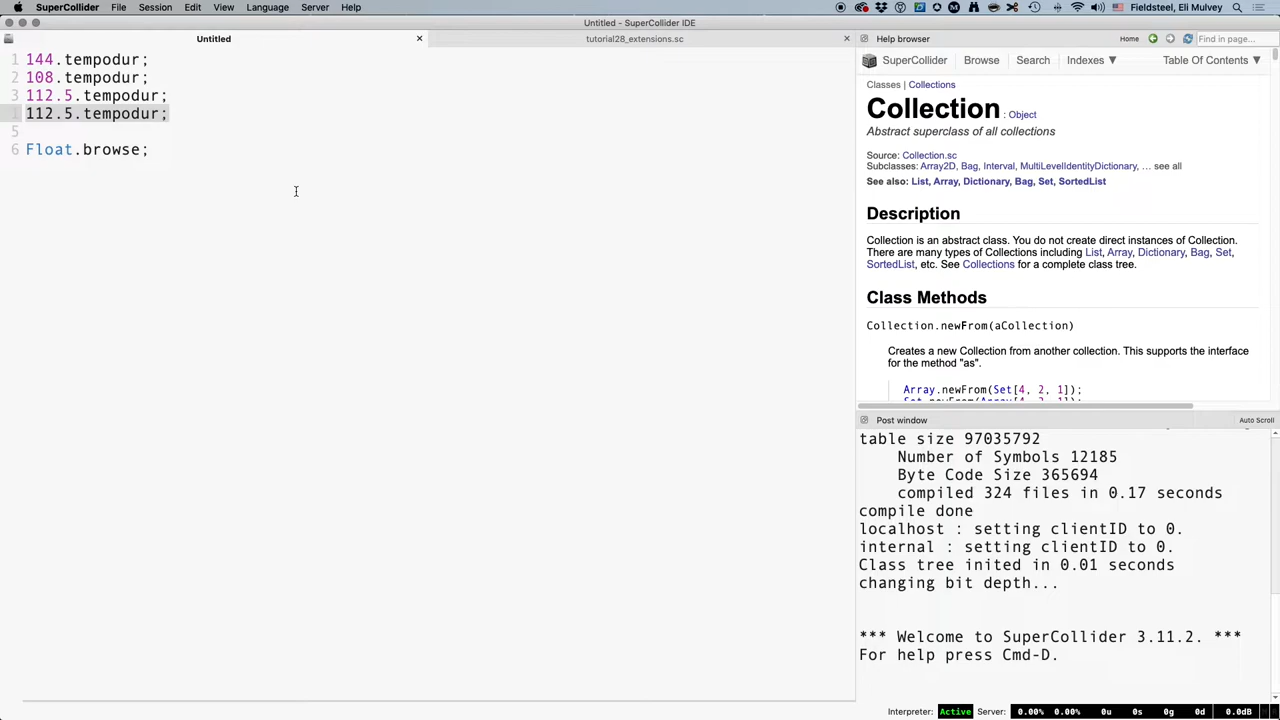 SuperCollider File Session Edit View Language Server Help Fieldsteel, Eli Mulvey
Untitled - SuperCollider IDE
Untitled
tutorial28_extensions.sc
1 144.tempodur;
2 108.tempodur;
3 112.5.tempodur;
1 112.5.tempodur;
5
6 Float.browse;
Help browser Home Find in page...
SuperCollider Browse Search Indexes ▼ Table Of Contents ▼
Classes | Collections
Collection : Object
Abstract superclass of all collections
Source: Collection.sc
Subclasses: Array2D, Bag, Interval, MultiLevelIdentityDictionary, ... see all
See also: List, Array, Dictionary, Bag, Set, SortedList
Description
Collection is an abstract class. You do not create direct instances of Collection.
There are many types of Collections including List, Array, Dictionary, Bag, Set,
SortedList, etc. See Collections for a complete class tree.
Class Methods
Collection.newFrom(aCollection)
Creates a new Collection from another collection. This supports the interface
for the method "as".
Array.newFrom(Set[4, 2, 1]);
Set.newFrom(Array[4, 2, 1]);
Post window Auto Scroll
table size 97035792
Number of Symbols 12185
Byte Code Size 365694
compiled 324 files in 0.17 seconds
compile done
localhost : setting clientID to 0.
internal : setting clientID to 0.
Class tree inited in 0.01 seconds
changing bit depth...
*** Welcome to SuperCollider 3.11.2. ***
For help press Cmd-D.
Interpreter: Active Server: 0.00% 0.00% 0u 0s 0g 0d 0.0dB